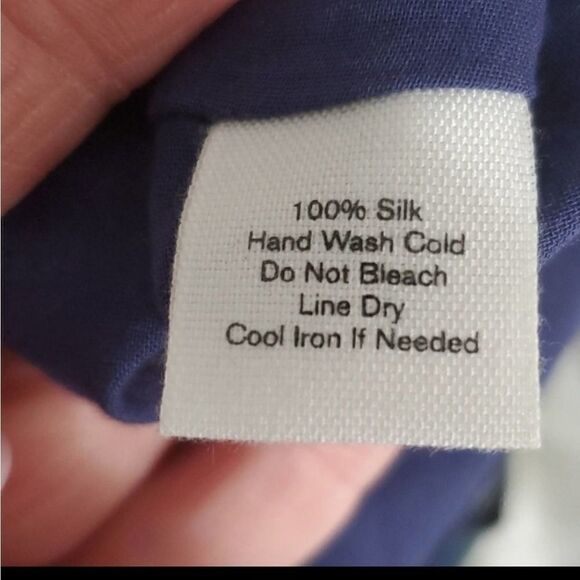 100% Silk
Hand Wash Cold
Do Not Bleach
Line Dry
Cool Iron If Needed